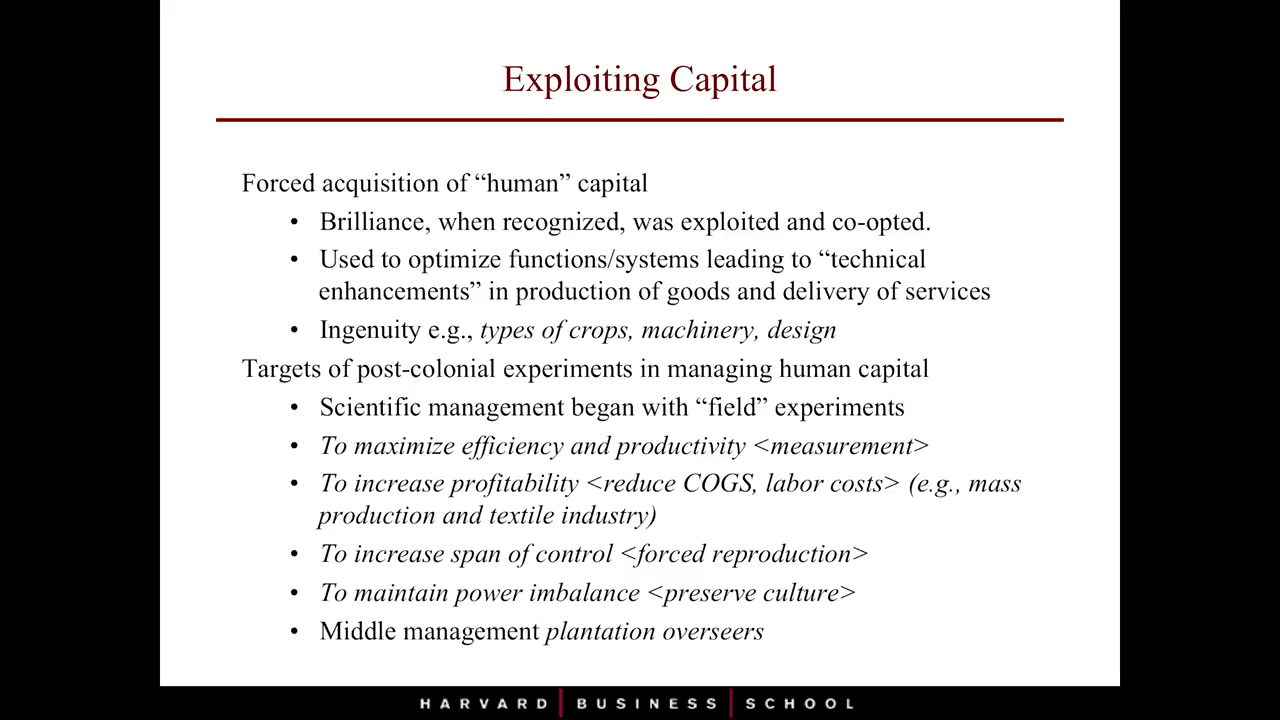 Exploiting Capital
Forced acquisition of “human” capital
• Brilliance, when recognized, was exploited and co-opted.
• Used to optimize functions/systems leading to “technical
enhancements” in production of goods and delivery of services
• Ingenuity e.g., types of crops, machinery, design
Targets of post-colonial experiments in managing human capital
• Scientific management began with “field” experiments
• To maximize efficiency and productivity <measurement>
• To increase profitability <reduce COGS, labor costs> (e.g., mass
production and textile industry)
• To increase span of control <forced reproduction>
• To maintain power imbalance <preserve culture>
• Middle management plantation overseers
HARVARD | BUSINESS | SCHOOL